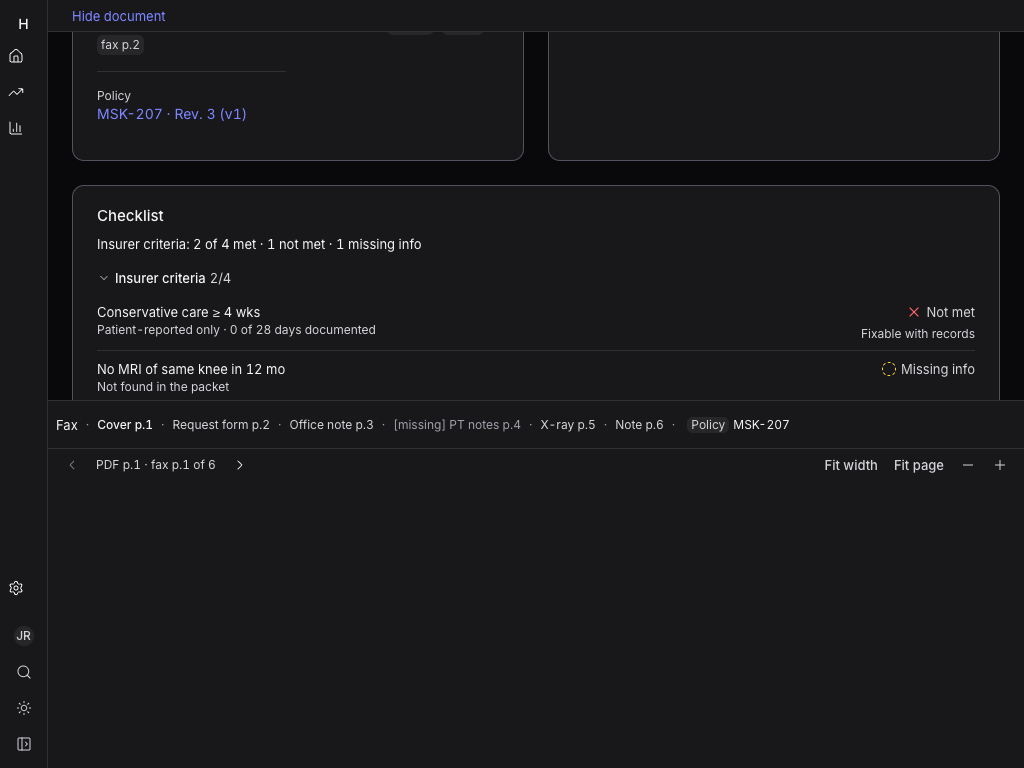 H
Hide document
fax p.2
Policy
MSK-207 · Rev. 3 (v1)
Checklist
Insurer criteria: 2 of 4 met · 1 not met · 1 missing info
Insurer criteria 2/4
Conservative care ≥ 4 wks
Not met
Patient-reported only · 0 of 28 days documented
Fixable with records
No MRI of same knee in 12 mo
Missing info
Not found in the packet
Fax · Cover p.1 · Request form p.2 · Office note p.3 · [missing] PT notes p.4 · X-ray p.5 · Note p.6 · Policy MSK-207
PDF p.1 · fax p.1 of 6
Fit width Fit page
JR